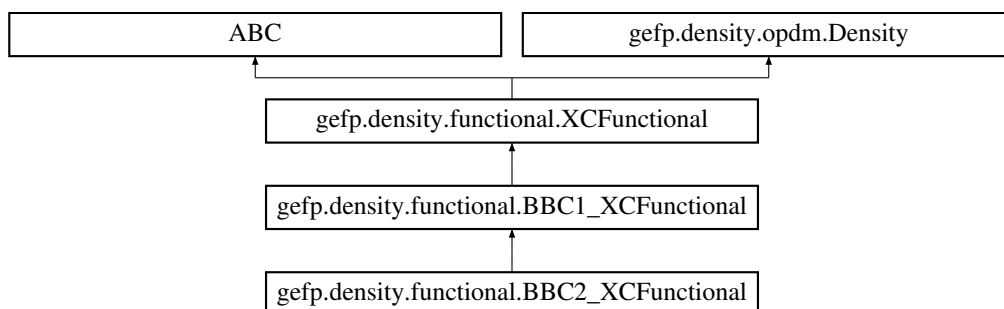 ABC
gefp.density.opdm.Density
gefp.density.functional.XCFunctional
gefp.density.functional.BBC1_XCFunctional
gefp.density.functional.BBC2_XCFunctional